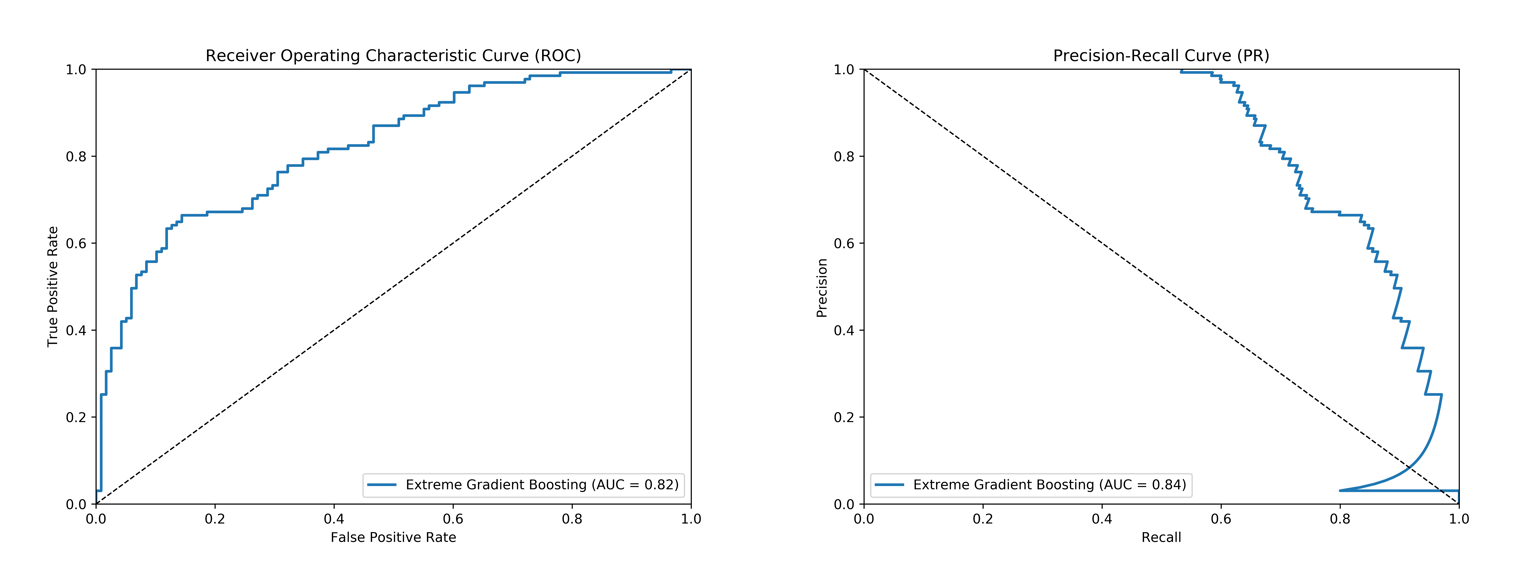 Receiver Operating Characteristic Curve (ROC)
1.0
0.8
0.6
0.4
0.2
0.0
True Positive Rate
0.0 0.2 0.4 0.6 0.8 1.0
False Positive Rate
Extreme Gradient Boosting (AUC = 0.82)
Precision-Recall Curve (PR)
1.0
0.8
0.6
0.4
0.2
0.0
Precision
0.0 0.2 0.4 0.6 0.8 1.0
Recall
Extreme Gradient Boosting (AUC = 0.84)